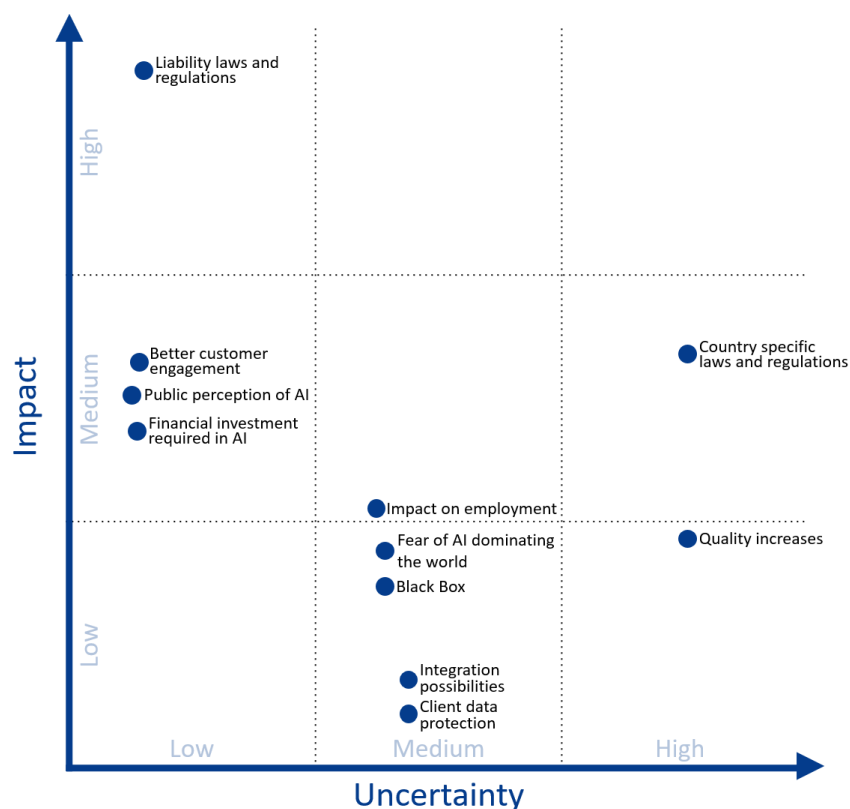 Liability laws and
regulations
High
Better customer
engagement
Country specific
laws and regulations
Public perception of AI
Financial investment
required in AI
Medium
Impact
Impact on employment
Fear of AI dominating
the world
Quality increases
Black Box
Low
Integration
possibilities
Client data
protection
Low
Medium
High
Uncertainty